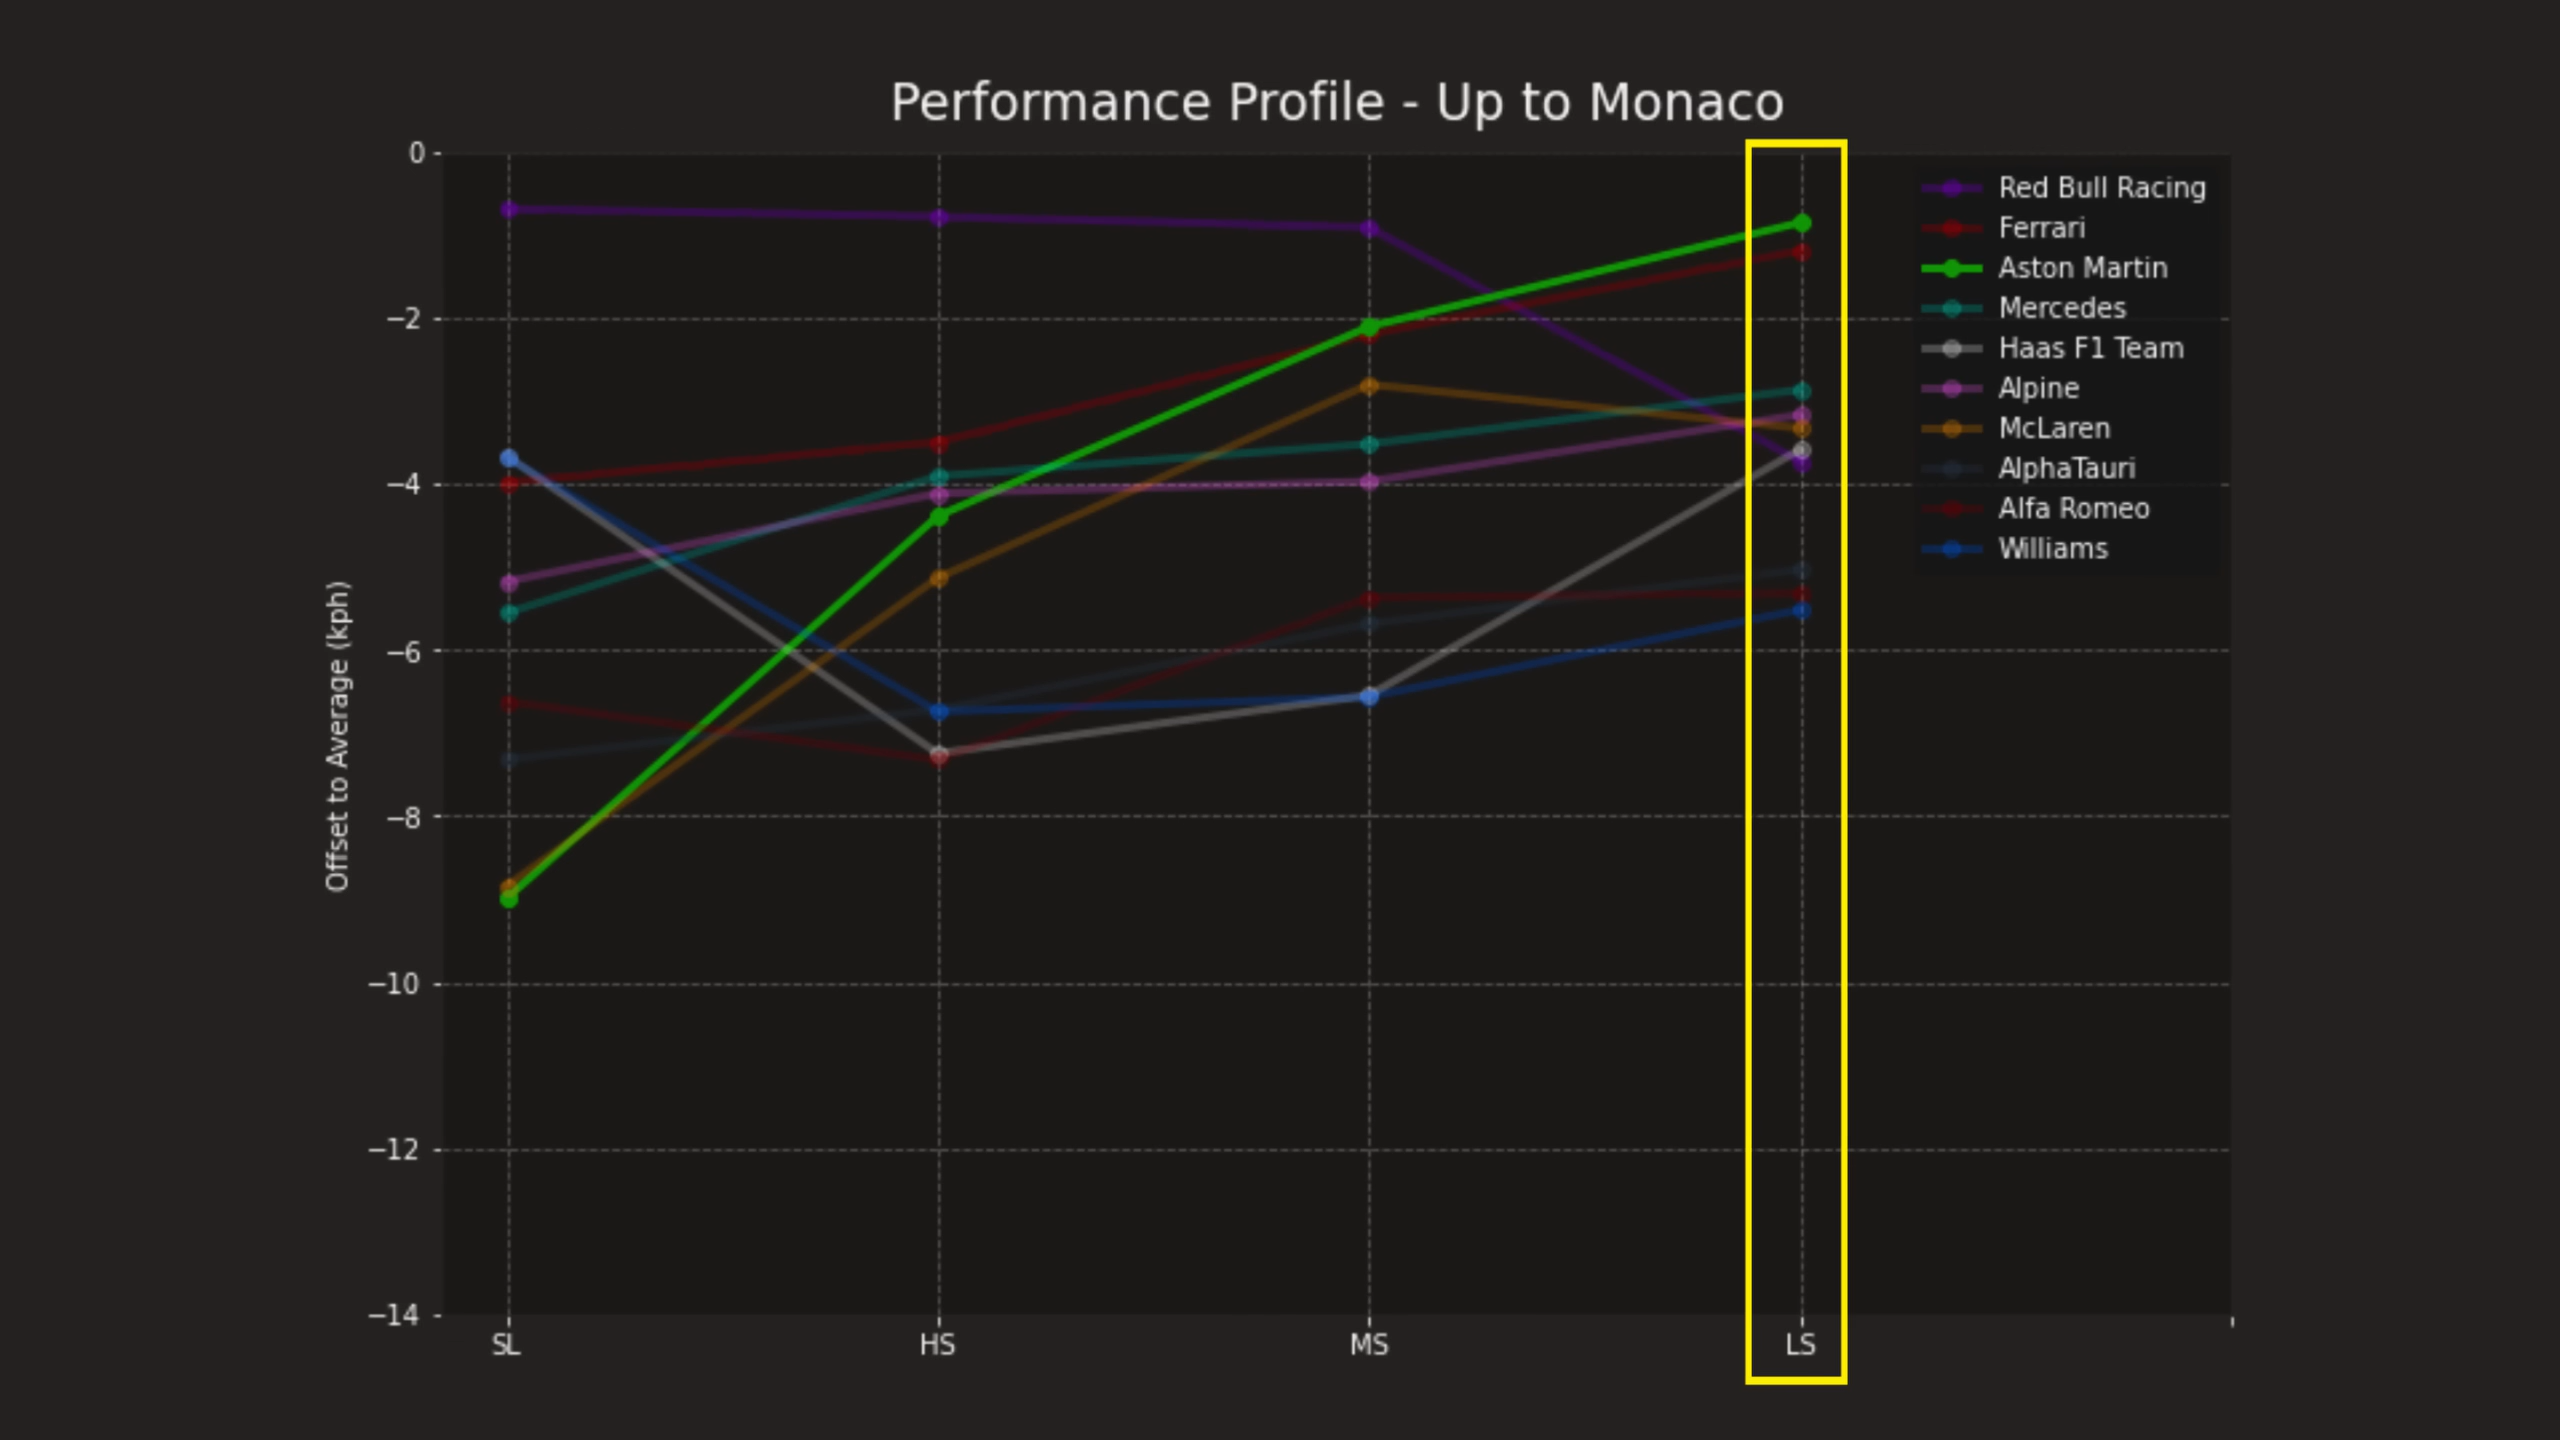 Performance Profile - Up to Monaco
0
−2
−4
−6
−8
−10
−12
−14
Offset to Average (kph)
SL
HS
MS
LS
Red Bull Racing
Ferrari
Aston Martin
Mercedes
Haas F1 Team
Alpine
McLaren
AlphaTauri
Alfa Romeo
Williams